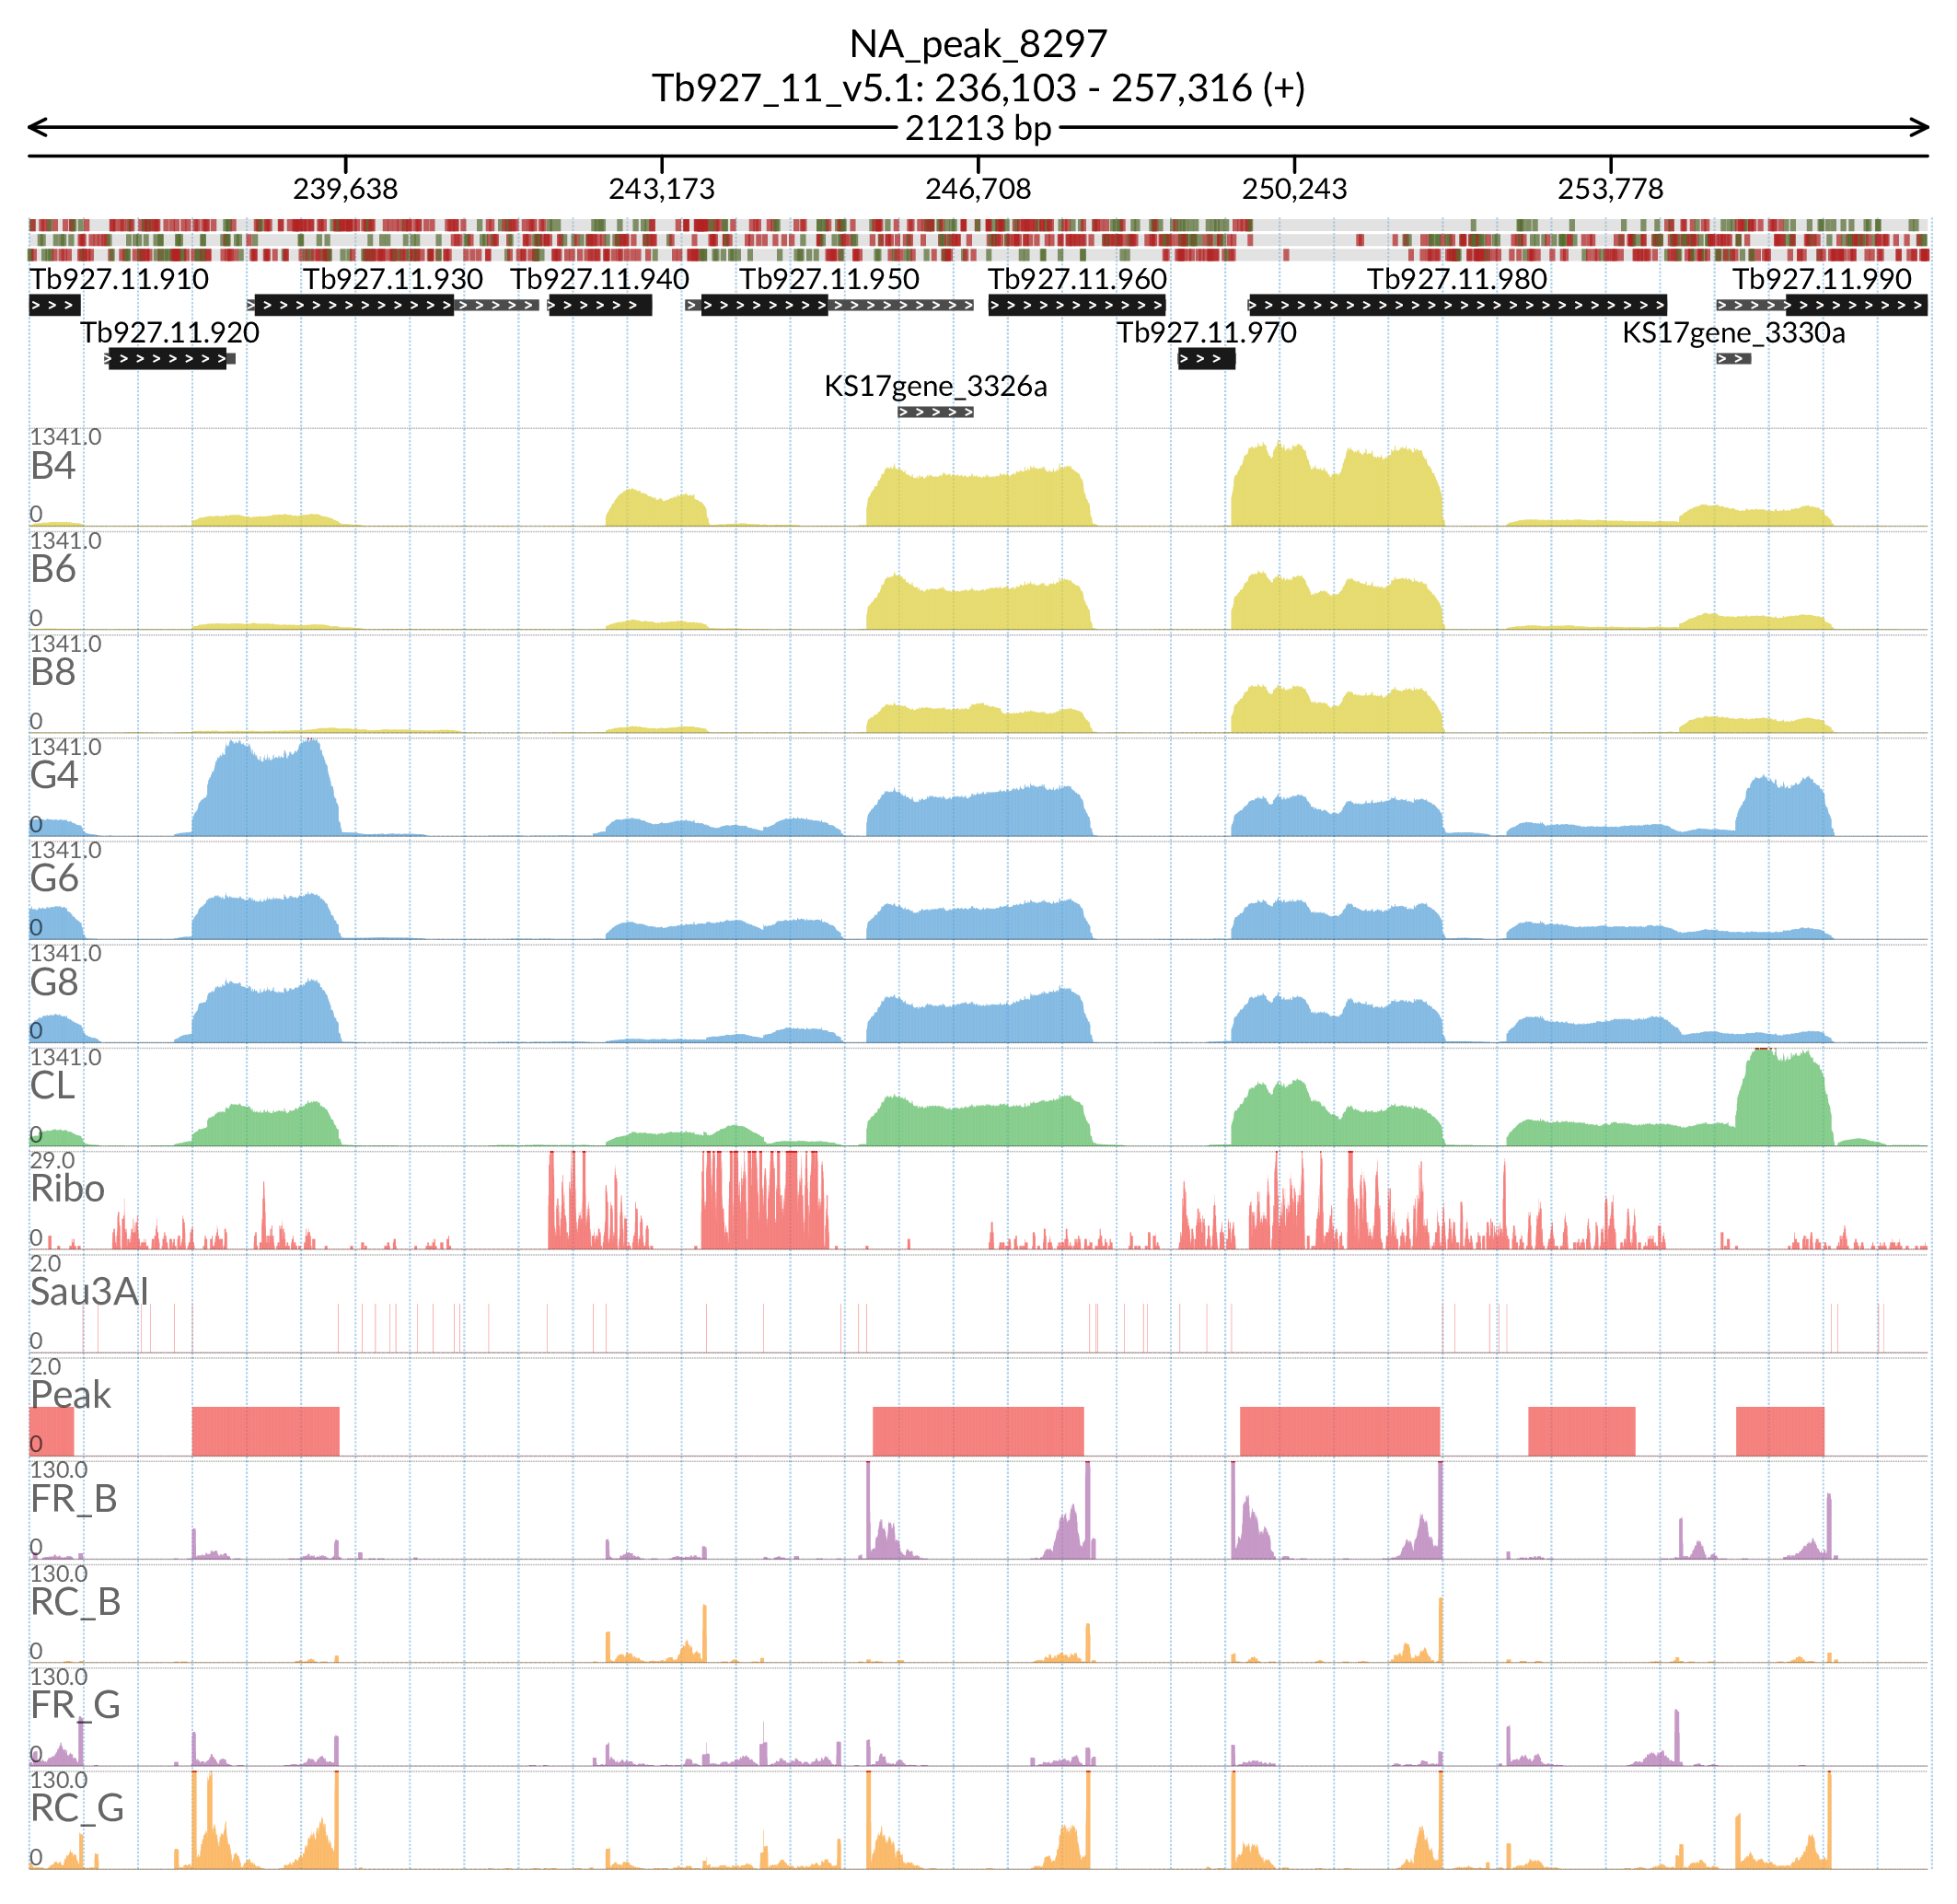 NA_peak_8297
Tb927_11_v5.1: 236,103 - 257,316 (+)
21213 bp
239,638 243,173 246,708 250,243 253,778
Tb927.11.910 Tb927.11.930 Tb927.11.940 Tb927.11.950 Tb927.11.960 Tb927.11.980 Tb927.11.990
Tb927.11.920 Tb927.11.970 KS17gene_3330a
KS17gene_3326a
1341.0
B4
0
1341.0
B6
0
1341.0
B8
0
1341.0
G4
0
1341.0
G6
0
1341.0
G8
0
1341.0
CL
0
29.0
Ribo
0
2.0
Sau3AI
0
2.0
Peak
0
130.0
FR_B
0
130.0
RC_B
0
130.0
FR_G
0
130.0
RC_G
0